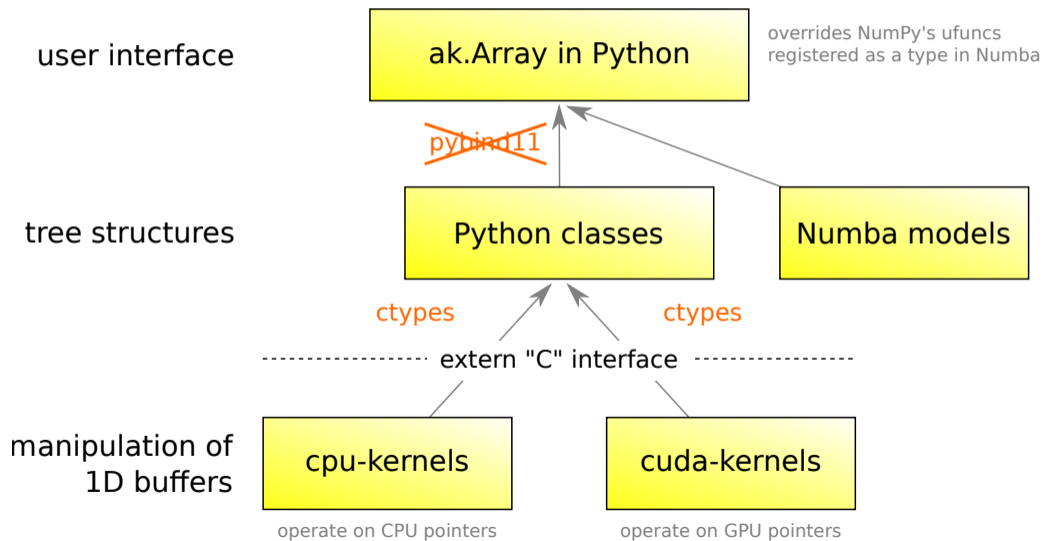 user interface
ak.Array in Python
overrides NumPy's ufuncs
registered as a type in Numba
pybind11
tree structures
Python classes
Numba models
ctypes
ctypes
extern "C" interface
manipulation of
1D buffers
cpu-kernels
cuda-kernels
operate on CPU pointers
operate on GPU pointers